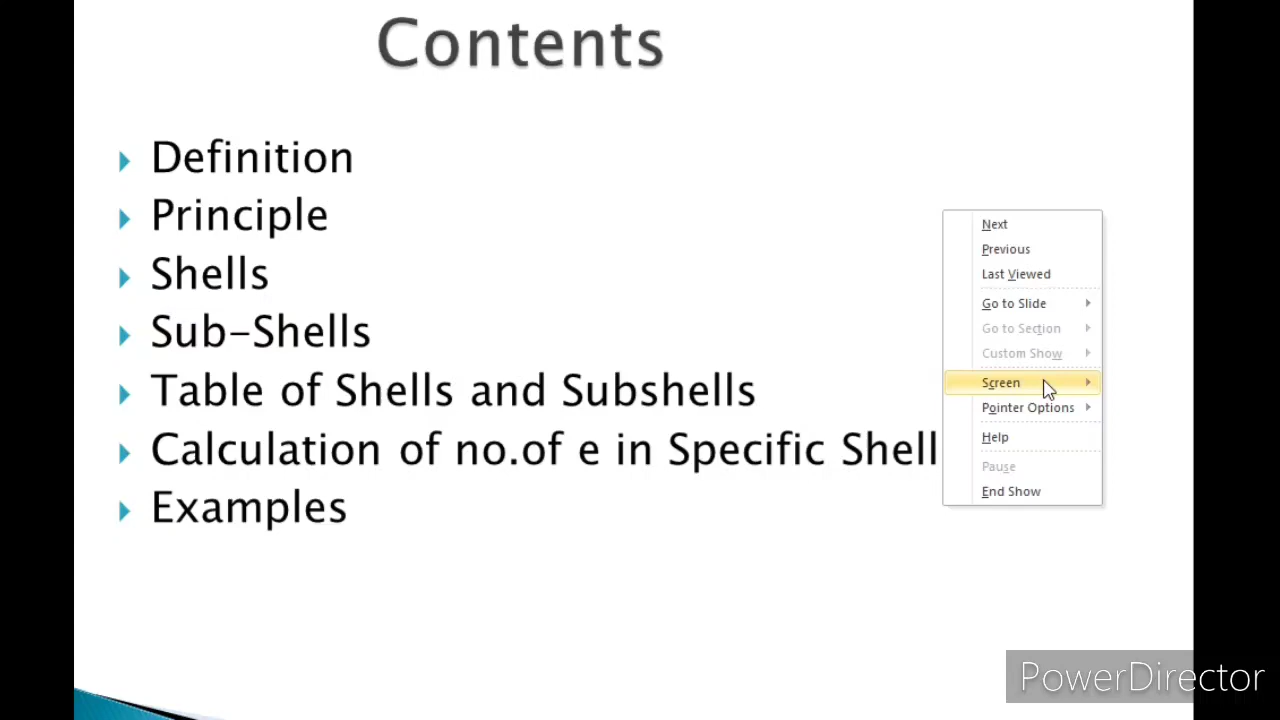 Contents
Definition
Principle
Shells
Sub-Shells
Table of Shells and Subshells
Calculation of no.of e in Specific Shell
Examples
Next
Previous
Last Viewed
Go to Slide
Go to Section
Custom Show
Screen
Pointer Options
Help
Pause
End Show
PowerDirector